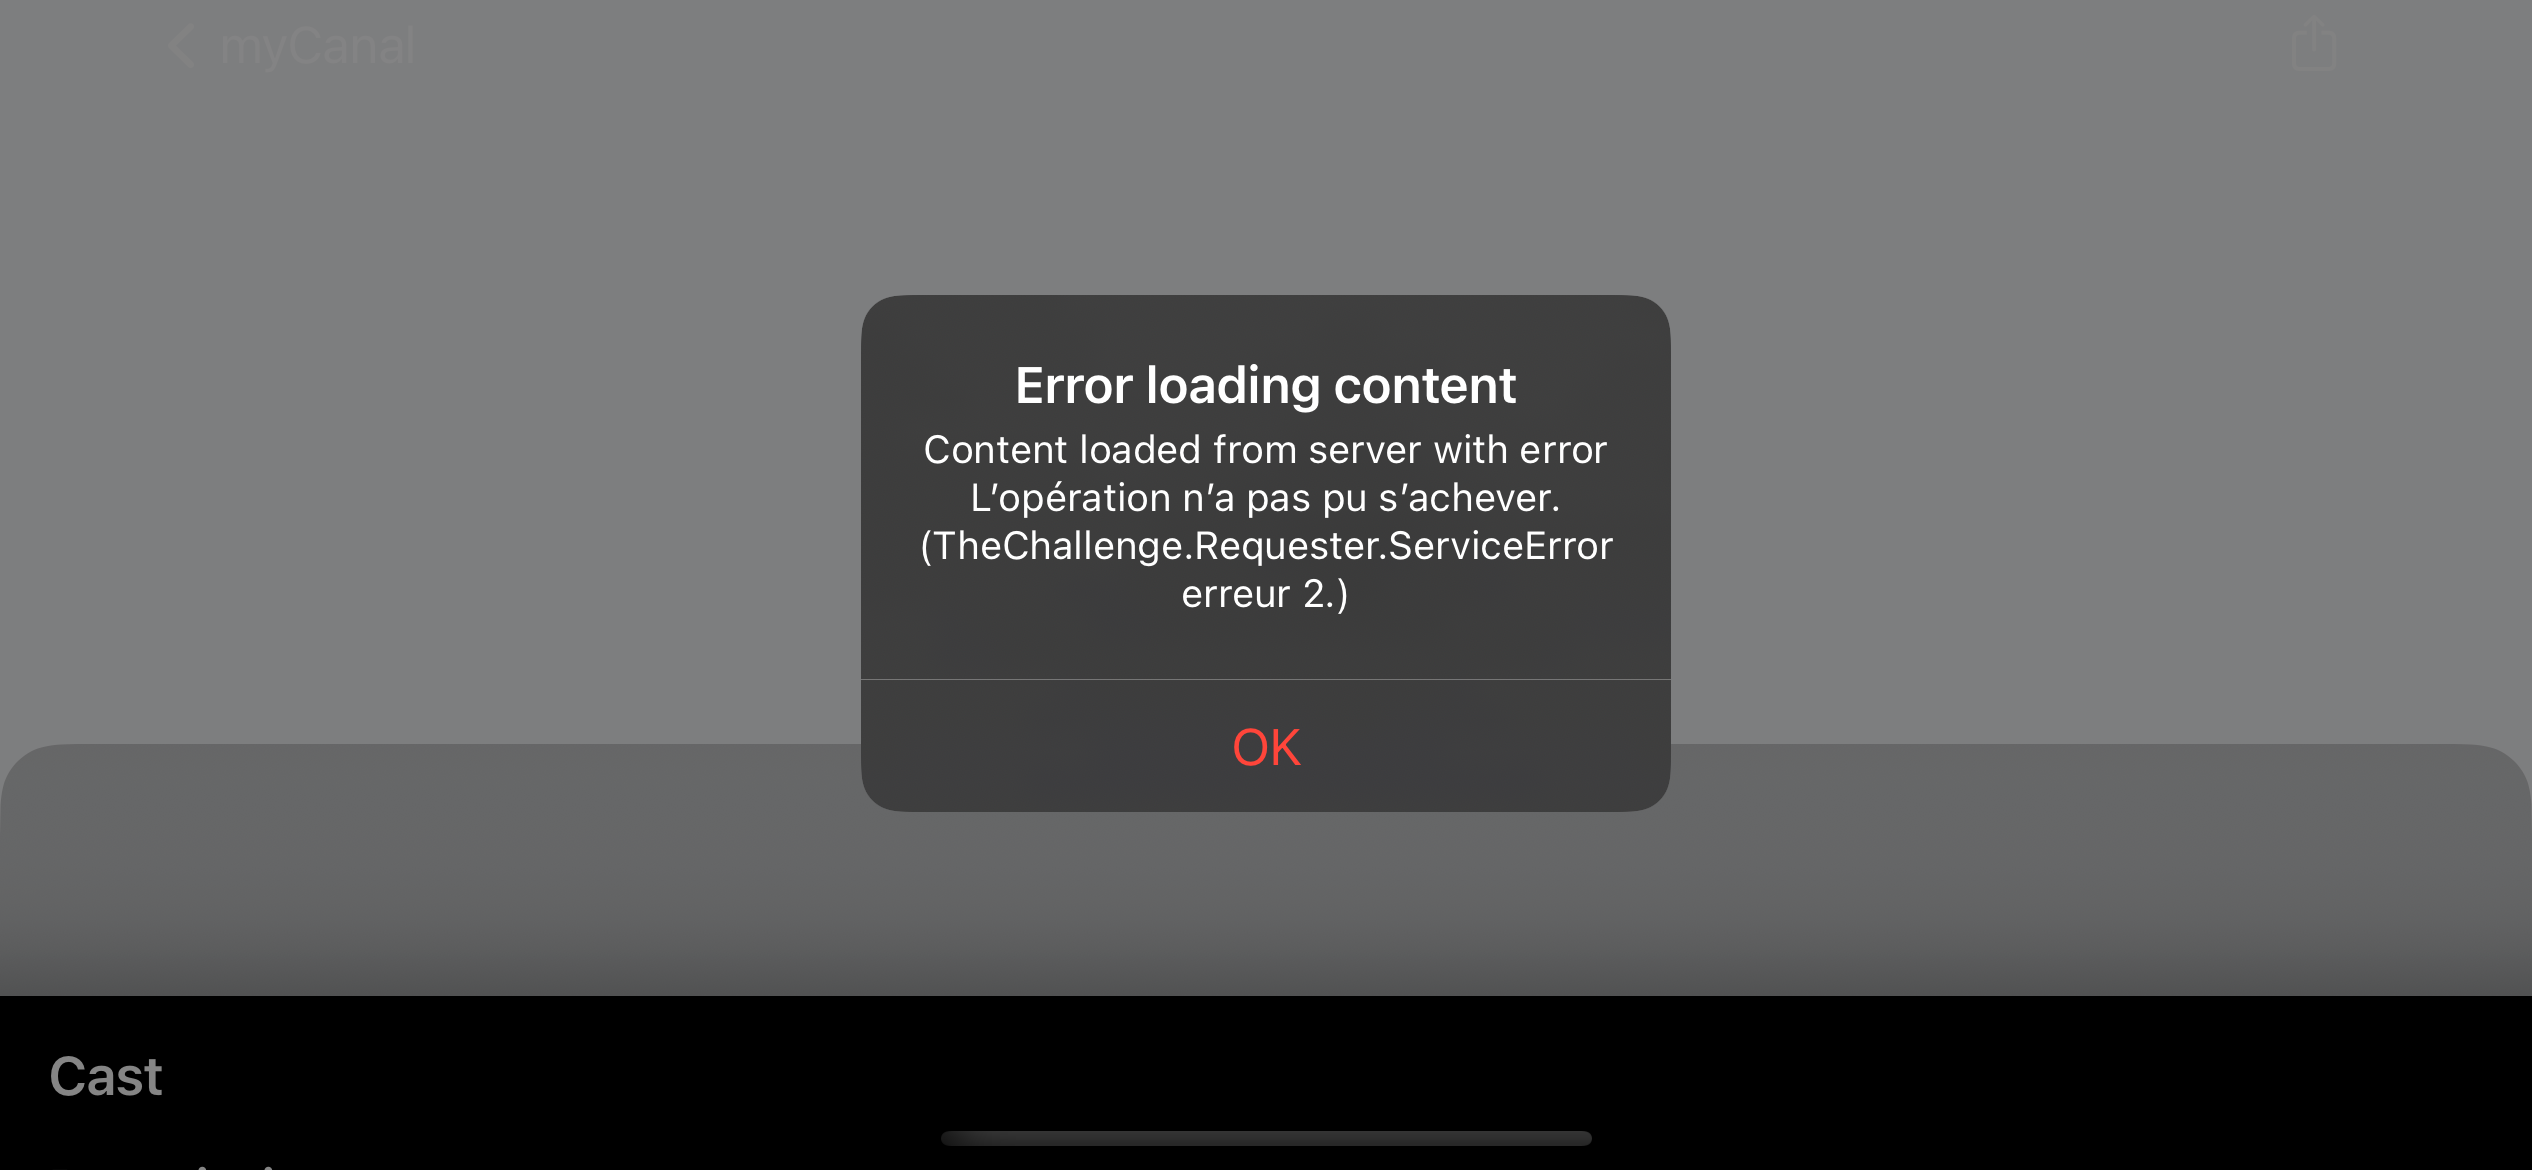 myCanal
Error loading content
Content loaded from server with error
L’opération n’a pas pu s’achever.
(TheChallenge.Requester.ServiceError
erreur 2.)
OK
Cast